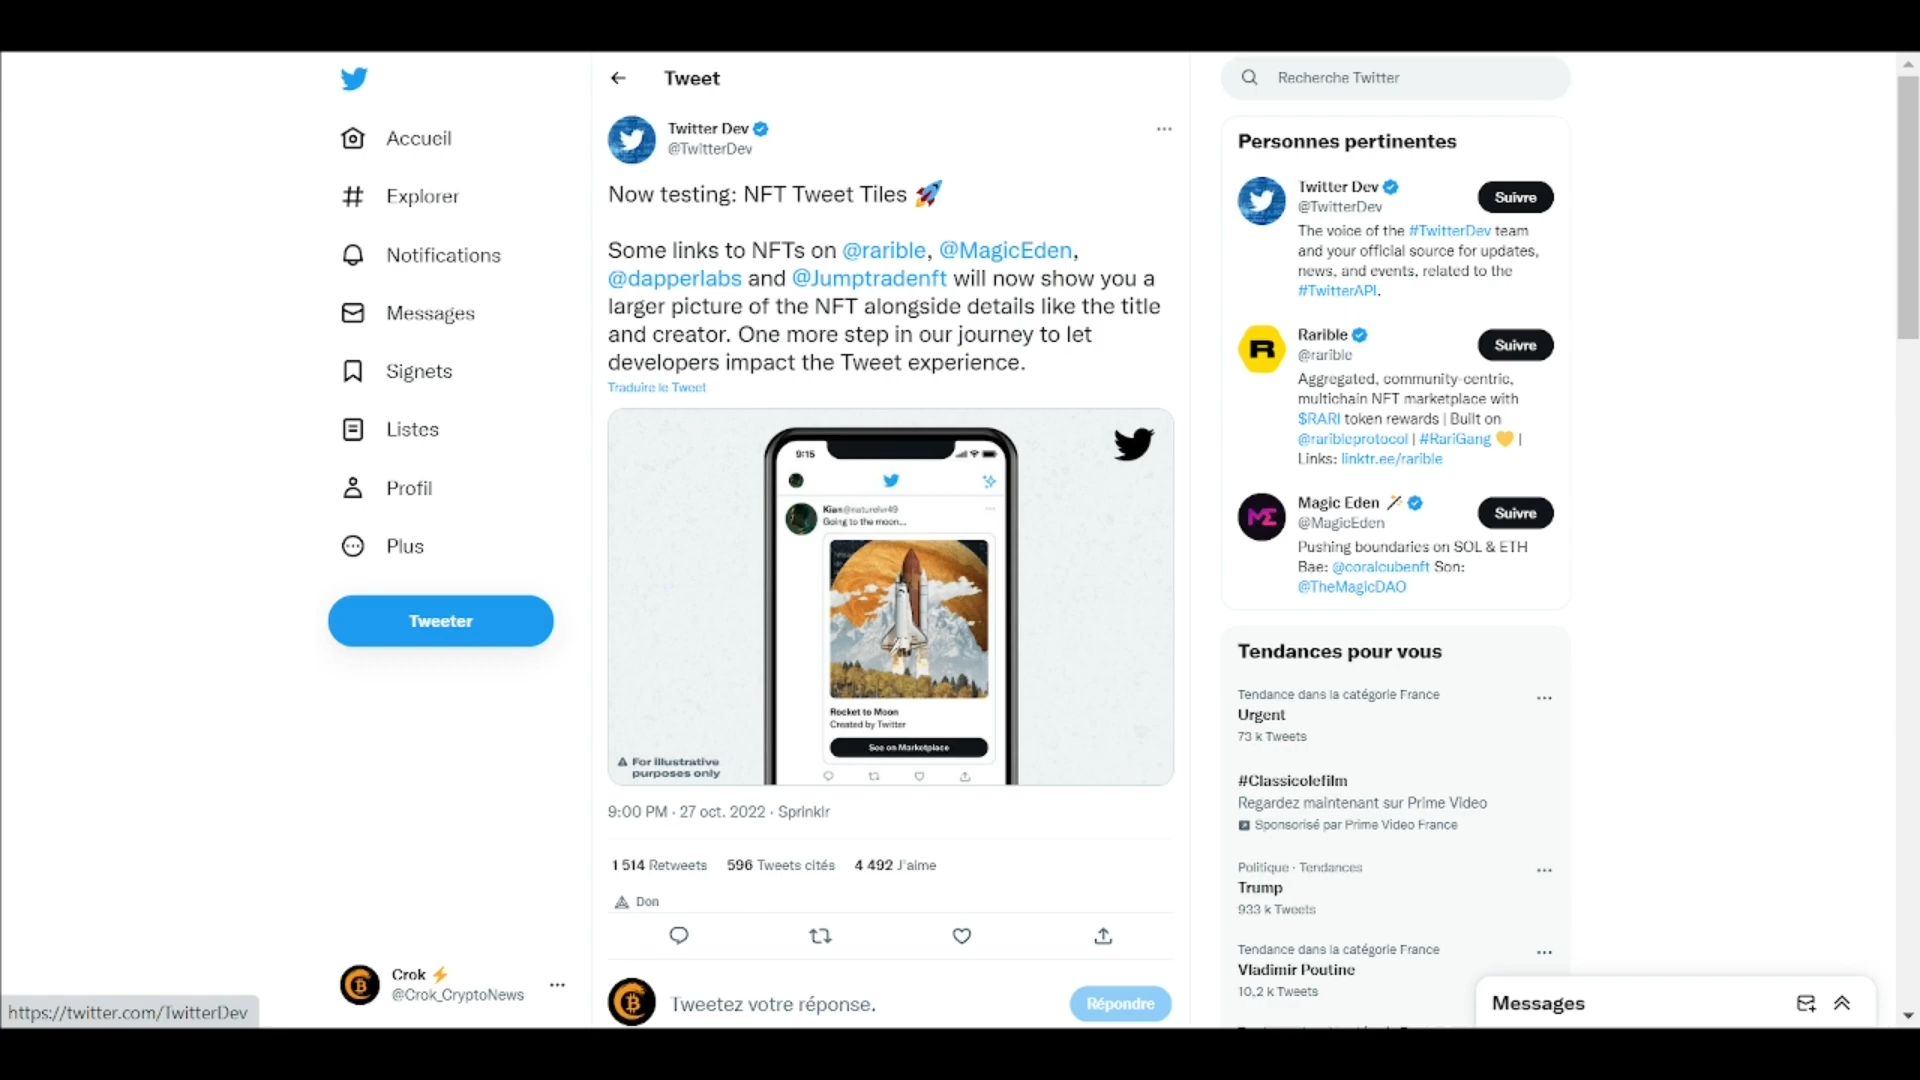 Tweet
Recherche Twitter
Accueil
Explorer
Notifications
Messages
Signets
Listes
Profil
Plus
Tweeter
Twitter Dev
@TwitterDev
Now testing: NFT Tweet Tiles 🚀
Some links to NFTs on @rarible, @MagicEden,
@dapperlabs and @Jumptradenft will now show you a
larger picture of the NFT alongside details like the title
and creator. One more step in our journey to let
developers impact the Tweet experience.
Traduire le Tweet
9:15
Kian@naturelvr49
Going to the moon...
Rocket to Moon
Created by Twitter
See on Marketplace
For illustrative
purposes only
9:00 PM · 27 oct. 2022 · Sprinklr
1 514 Retweets 596 Tweets cités 4 492 J'aime
Don
Tweetez votre réponse.
Répondre
Personnes pertinentes
Twitter Dev
@TwitterDev
Suivre
The voice of the #TwitterDev team
and your official source for updates,
news, and events, related to the
#TwitterAPI.
Rarible
@rarible
Suivre
Aggregated, community-centric,
multichain NFT marketplace with
$RARI token rewards | Built on
@raribleprotocol | #RariGang 💛 |
Links: linktr.ee/rarible
Magic Eden
@MagicEden
Suivre
Pushing boundaries on SOL & ETH
Bae: @coralcubenft Son:
@TheMagicDAO
Tendances pour vous
Tendance dans la catégorie France
Urgent
73 k Tweets
#Classicolefilm
Regardez maintenant sur Prime Video
Sponsorisé par Prime Video France
Politique · Tendances
Trump
933 k Tweets
Tendance dans la catégorie France
Vladimir Poutine
10,2 k Tweets
Messages
Crok ⚡
@Crok_CryptoNews
https://twitter.com/TwitterDev